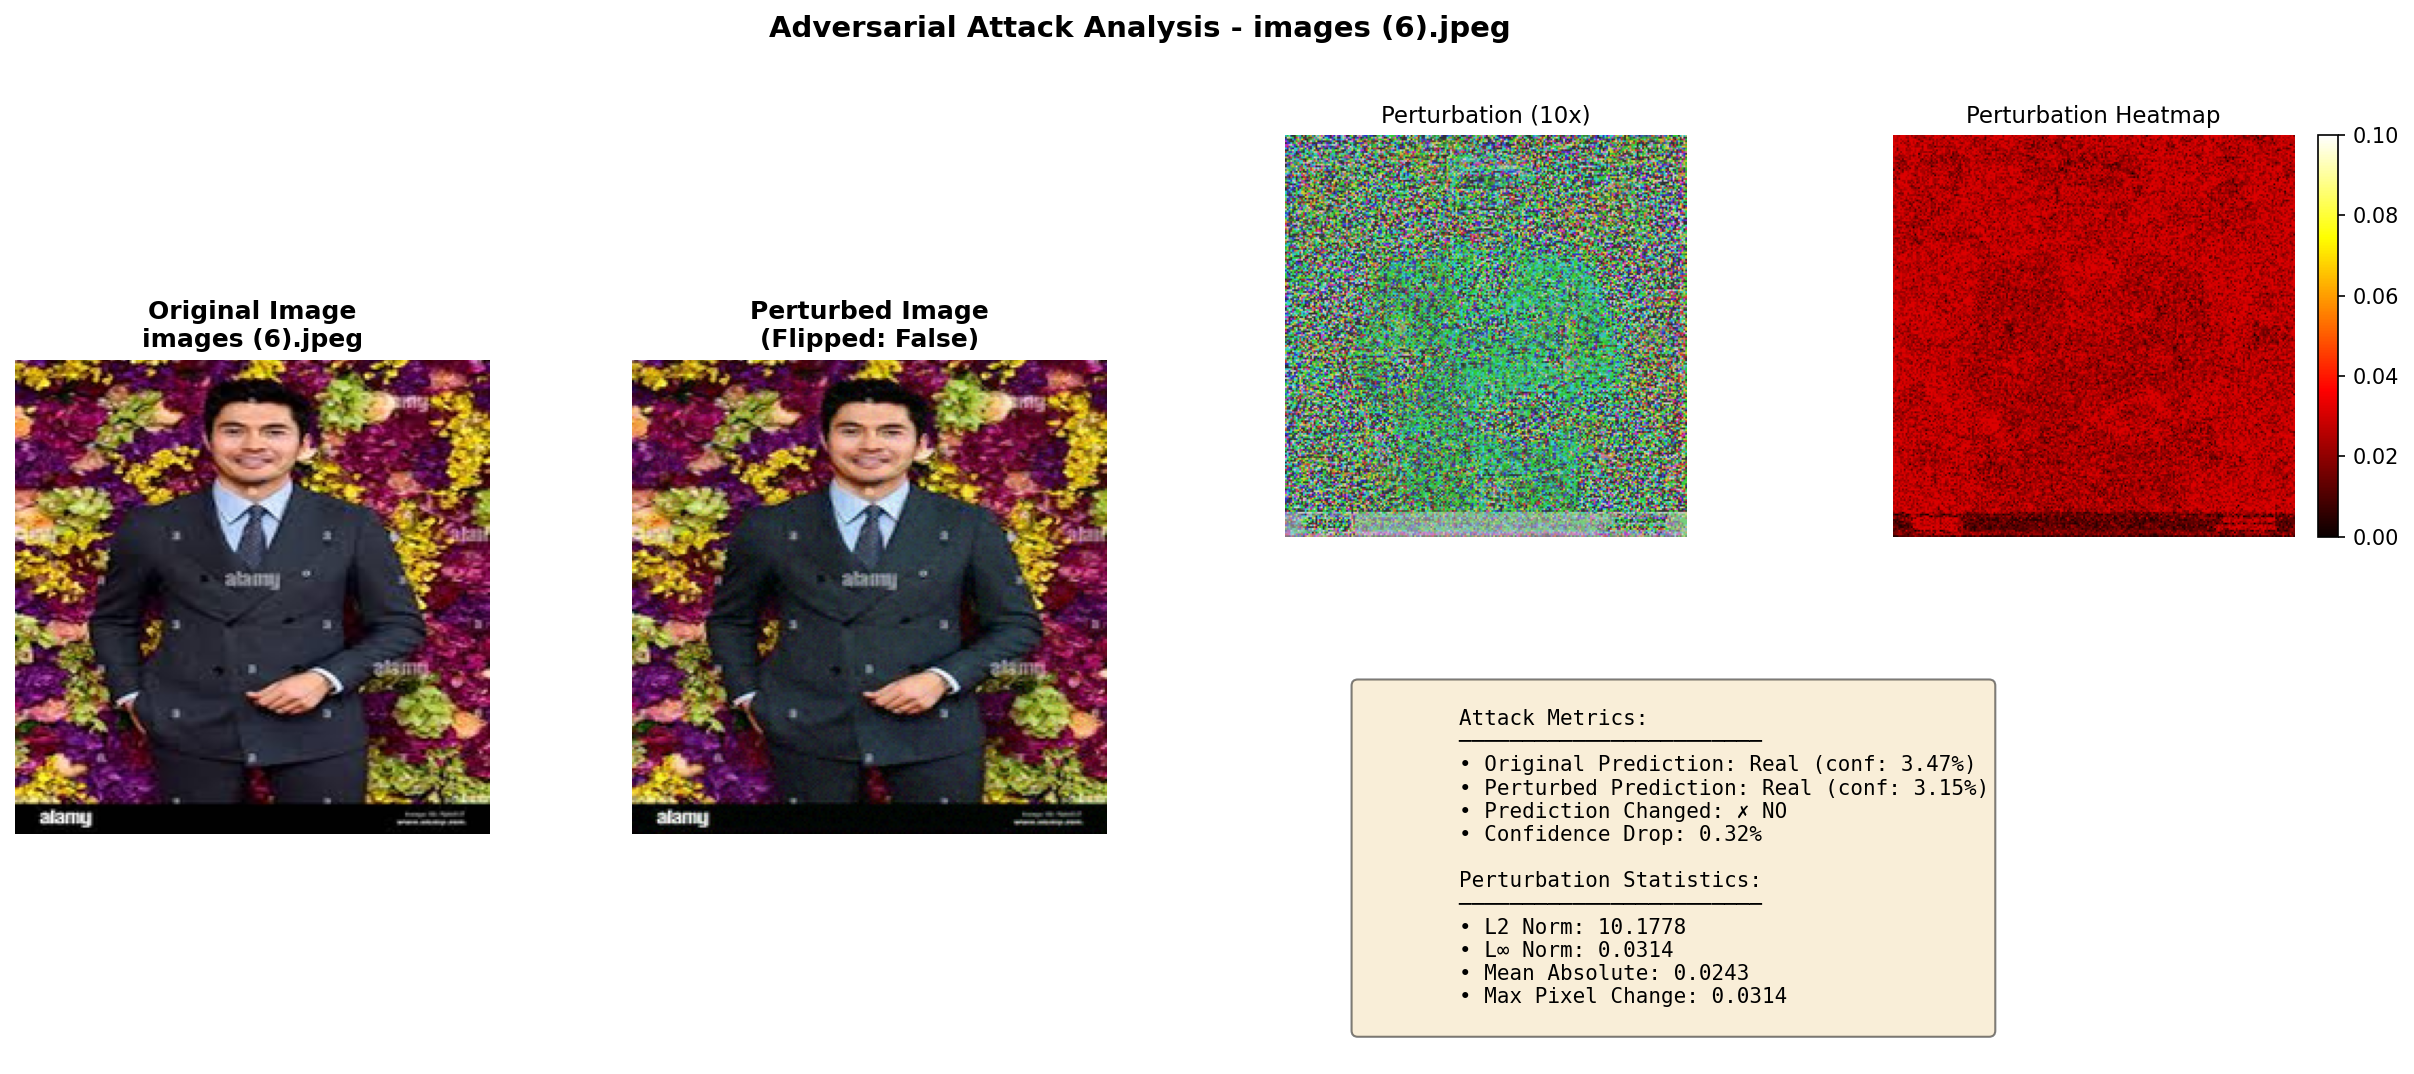 Adversarial Attack Analysis - images (6).jpeg
Original Image
images (6).jpeg
alamy
alamy
alamy
alamy
Perturbed Image
(Flipped: False)
alamy
alamy
alamy
alamy
Perturbation (10x)
Perturbation Heatmap
0.10
0.08
0.06
0.04
0.02
0.00
Attack Metrics:
• Original Prediction: Real (conf: 3.47%)
• Perturbed Prediction: Real (conf: 3.15%)
• Prediction Changed: ✗ NO
• Confidence Drop: 0.32%
Perturbation Statistics:
• L2 Norm: 10.1778
• L∞ Norm: 0.0314
• Mean Absolute: 0.0243
• Max Pixel Change: 0.0314